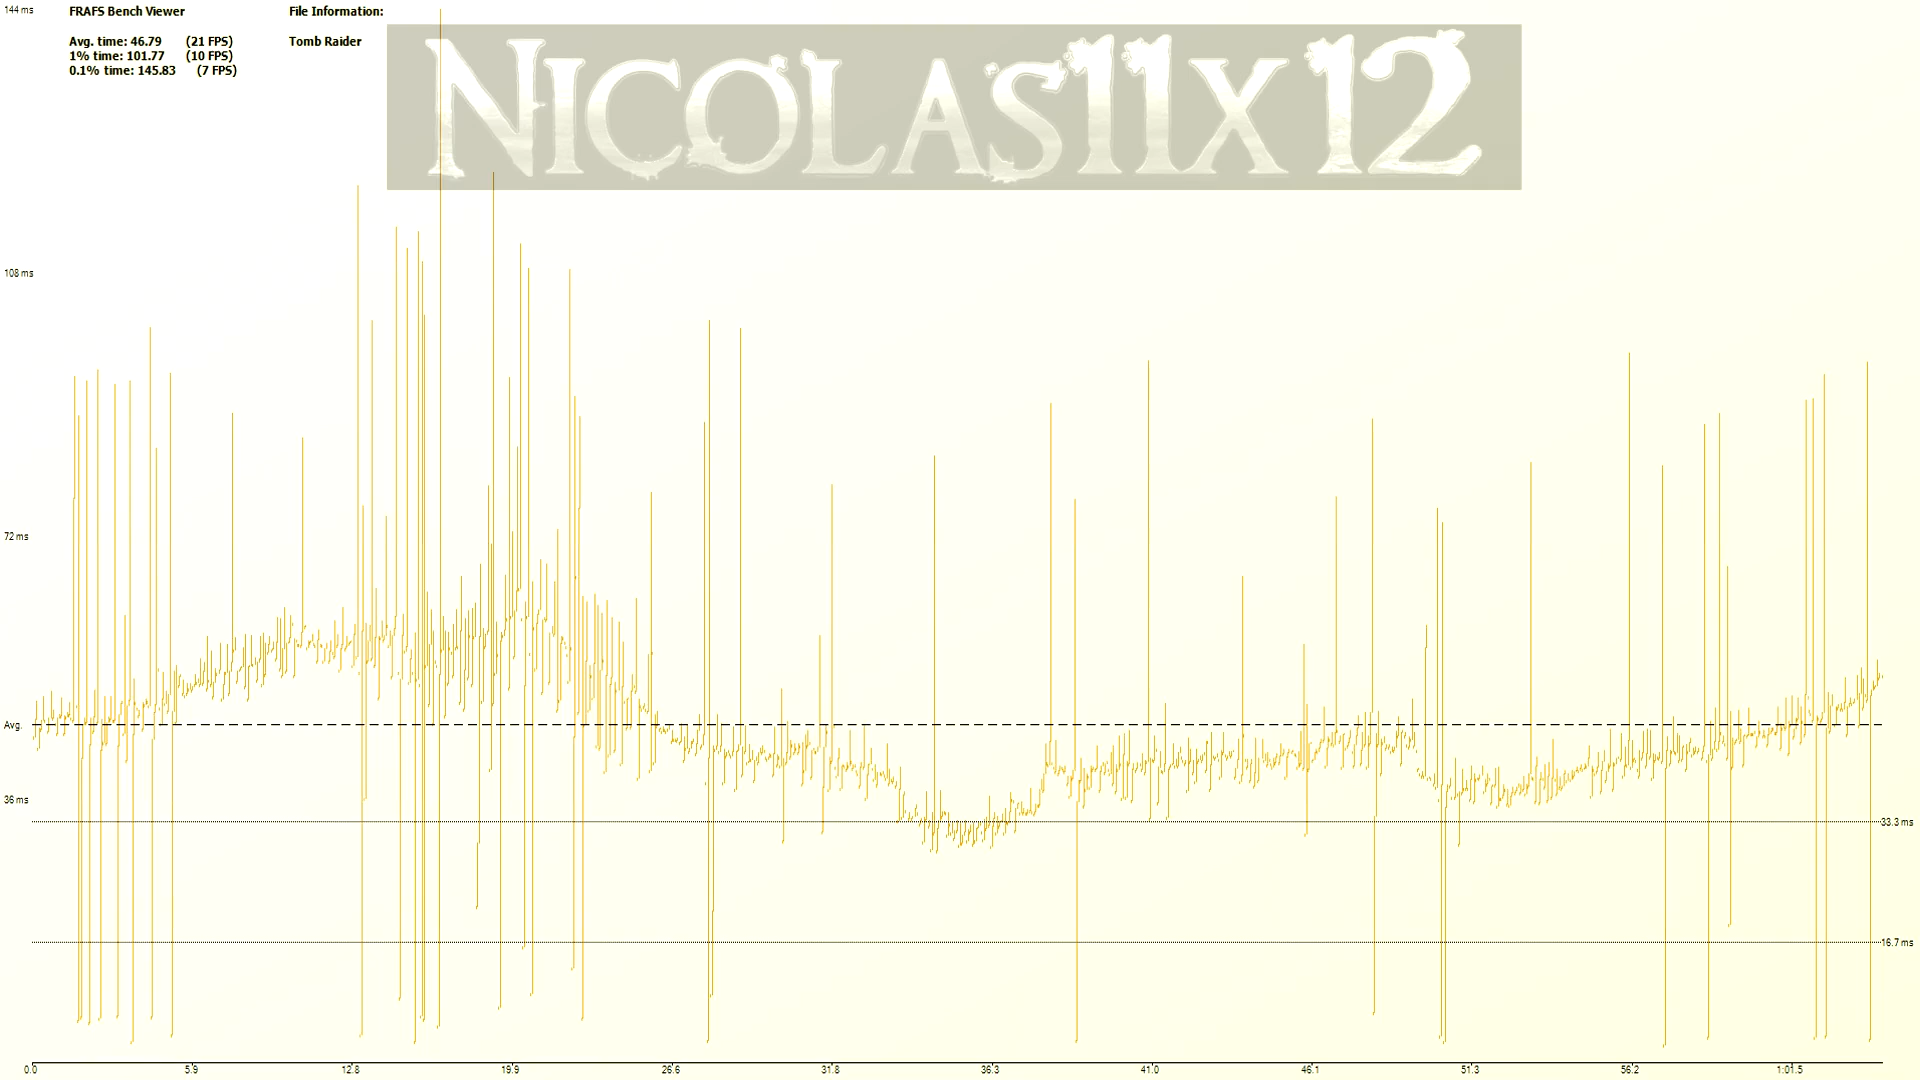 144 ms
FRAFS Bench Viewer
File Information:
Avg. time: 46.79 (21 FPS)
Tomb Raider
1% time: 101.77 (10 FPS)
0.1% time: 145.83 (7 FPS)
NICOLAS11X12
108 ms
72 ms
Avg.
36 ms
33.3 ms
16.7 ms
0.0 5.9 12.8 19.9 26.6 31.8 36.3 41.0 46.1 51.3 56.2 1:01.5